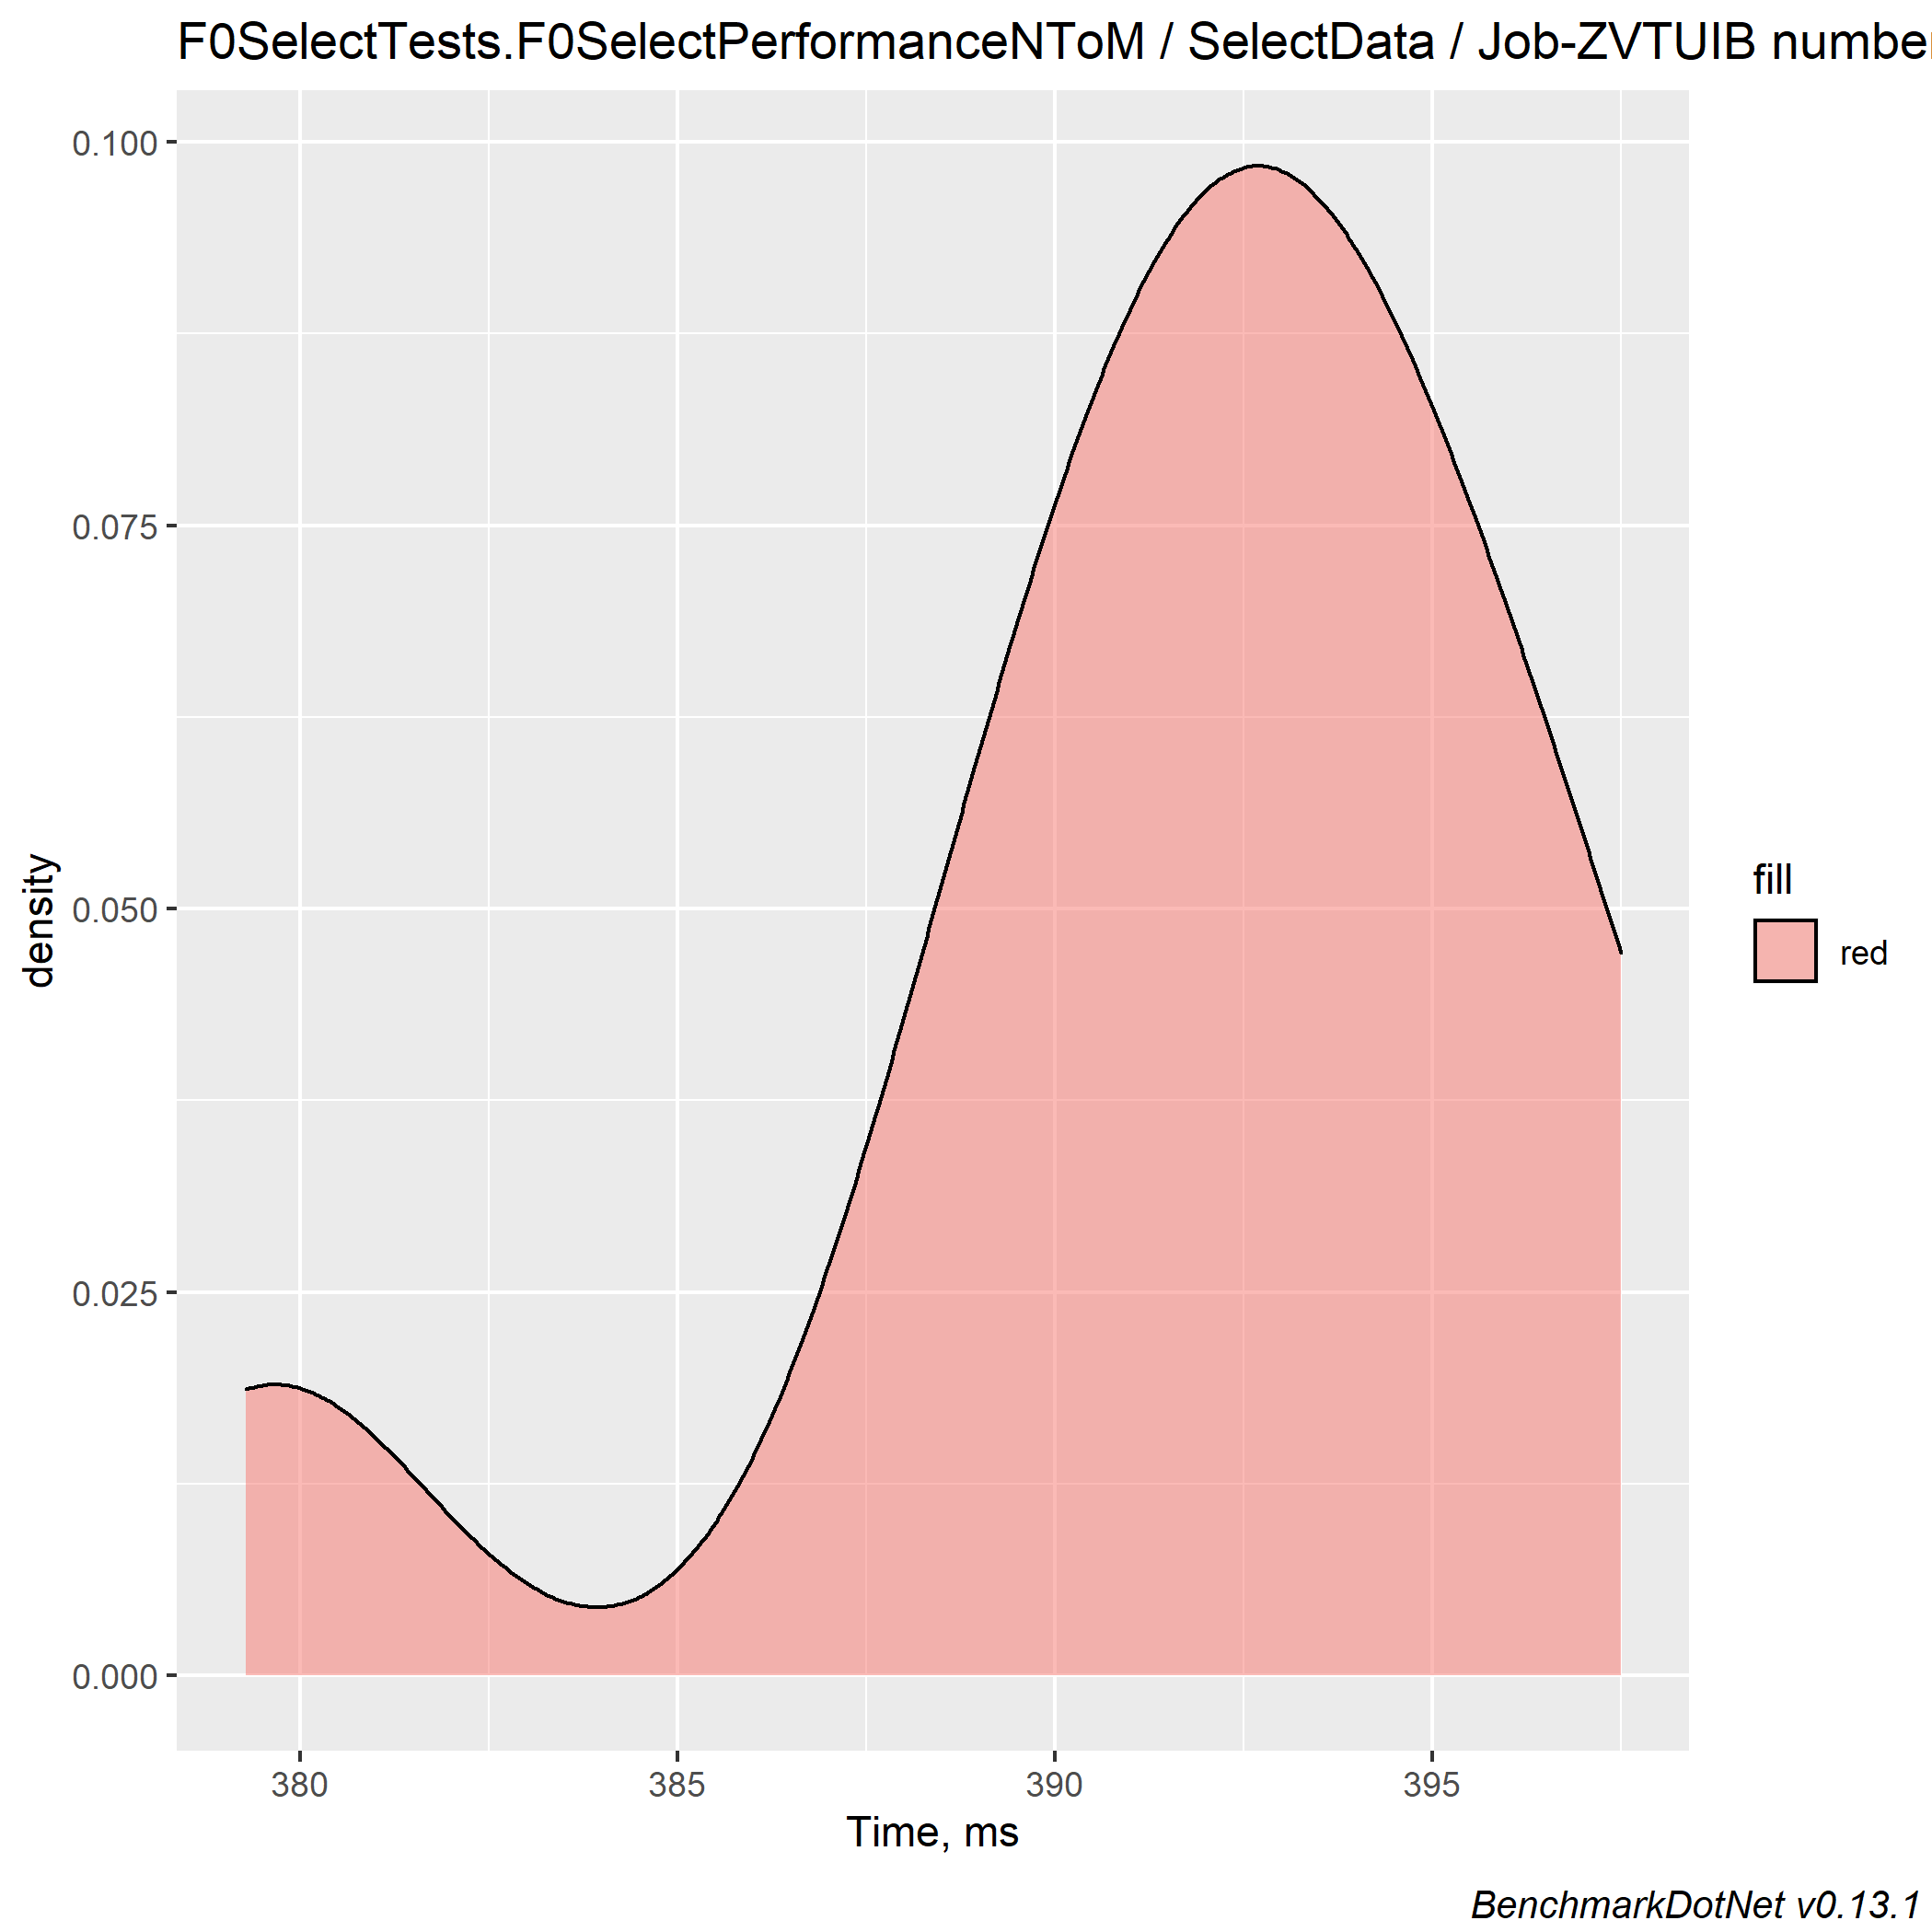 F0SelectTests.F0SelectPerformanceNToM / SelectData / Job-ZVTUIB
0.100
0.075
0.050
0.025
0.000
density
380 385 390 395
Time, ms
fill
red
BenchmarkDotNet v0.13.1